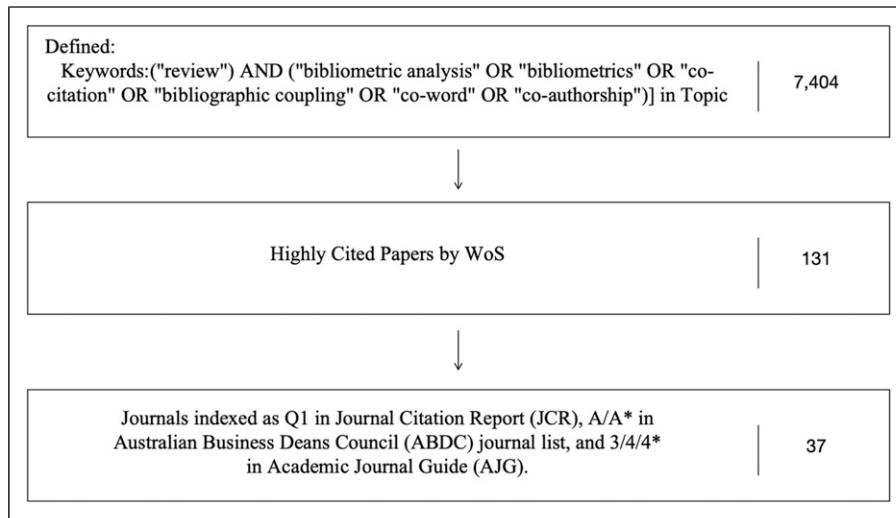 Defined:
Keywords:("review") AND ("bibliometric analysis" OR "bibliometrics" OR "co-
citation" OR "bibliographic coupling" OR "co-word" OR "co-authorship")] in Topic
7,404
Highly Cited Papers by WoS
131
Journals indexed as Q1 in Journal Citation Report (JCR), A/A* in
Australian Business Deans Council (ABDC) journal list, and 3/4/4*
in Academic Journal Guide (AJG).
37